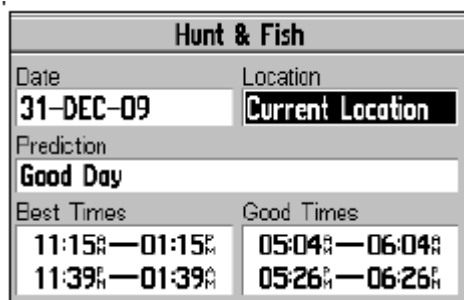 Hunt & Fish
Date Location
31-DEC-09 Current Location
Prediction
Good Day
Best Times Good Times
11:15AM—01:15PM 05:04AM—06:04AM
11:39PM—01:39AM 05:26PM—06:26PM